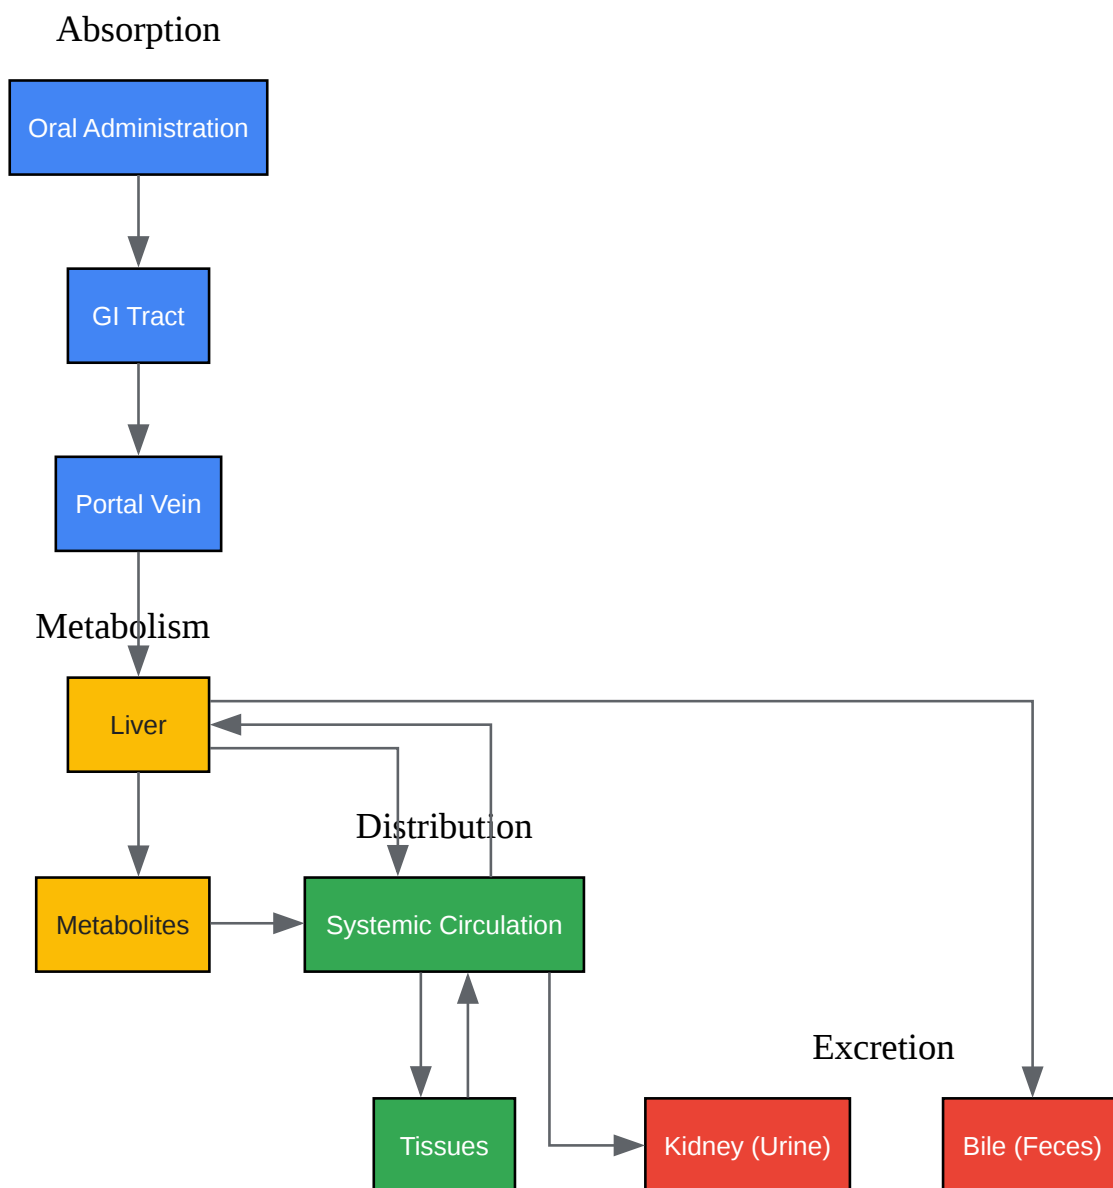 Absorption
Oral Administration
GI Tract
Portal Vein
Metabolism
Liver
Distribution
Metabolites
Systemic Circulation
Excretion
Tissues
Kidney (Urine)
Bile (Feces)